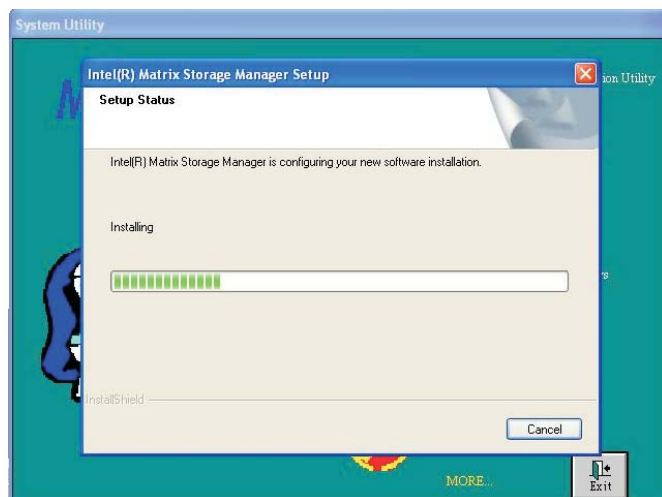 System Utility
Intel(R) Matrix Storage Manager Setup
ion Utility
Setup Status
Intel(R) Matrix Storage Manager is configuring your new software installation.
Installing
rs
InstallShield
Cancel
MORE...
Exit